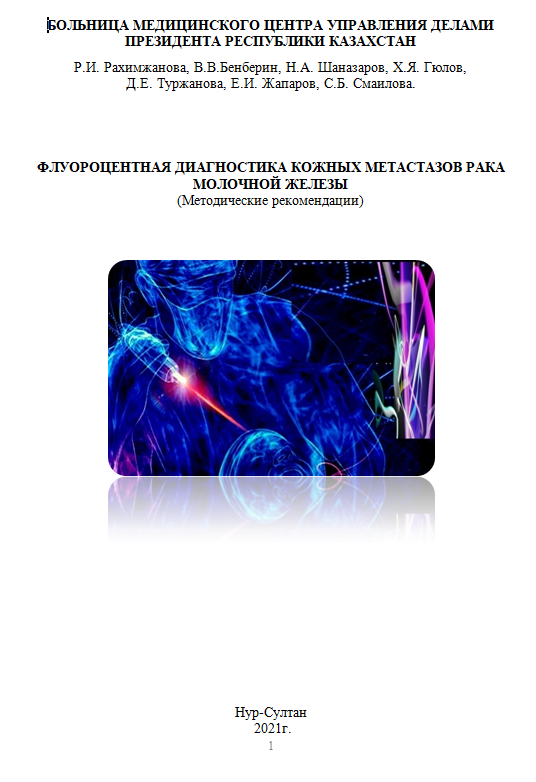 БОЛЬНИЦА МЕДИЦИНСКОГО ЦЕНТРА УПРАВЛЕНИЯ ДЕЛАМИ
ПРЕЗИДЕНТА РЕСПУБЛИКИ КАЗАХСТАН
Р.И. Рахимжанова, В.В.Бенберин, Н.А. Шаназаров, Х.Я. Гюлов,
Д.Е. Туржанова, Е.И. Жапаров, С.Б. Смаилова.
ФЛУОРОЦЕНТНАЯ ДИАГНОСТИКА КОЖНЫХ МЕТАСТАЗОВ РАКА
МОЛОЧНОЙ ЖЕЛЕЗЫ
(Методические рекомендации)
Нур-Султан
2021г.
1